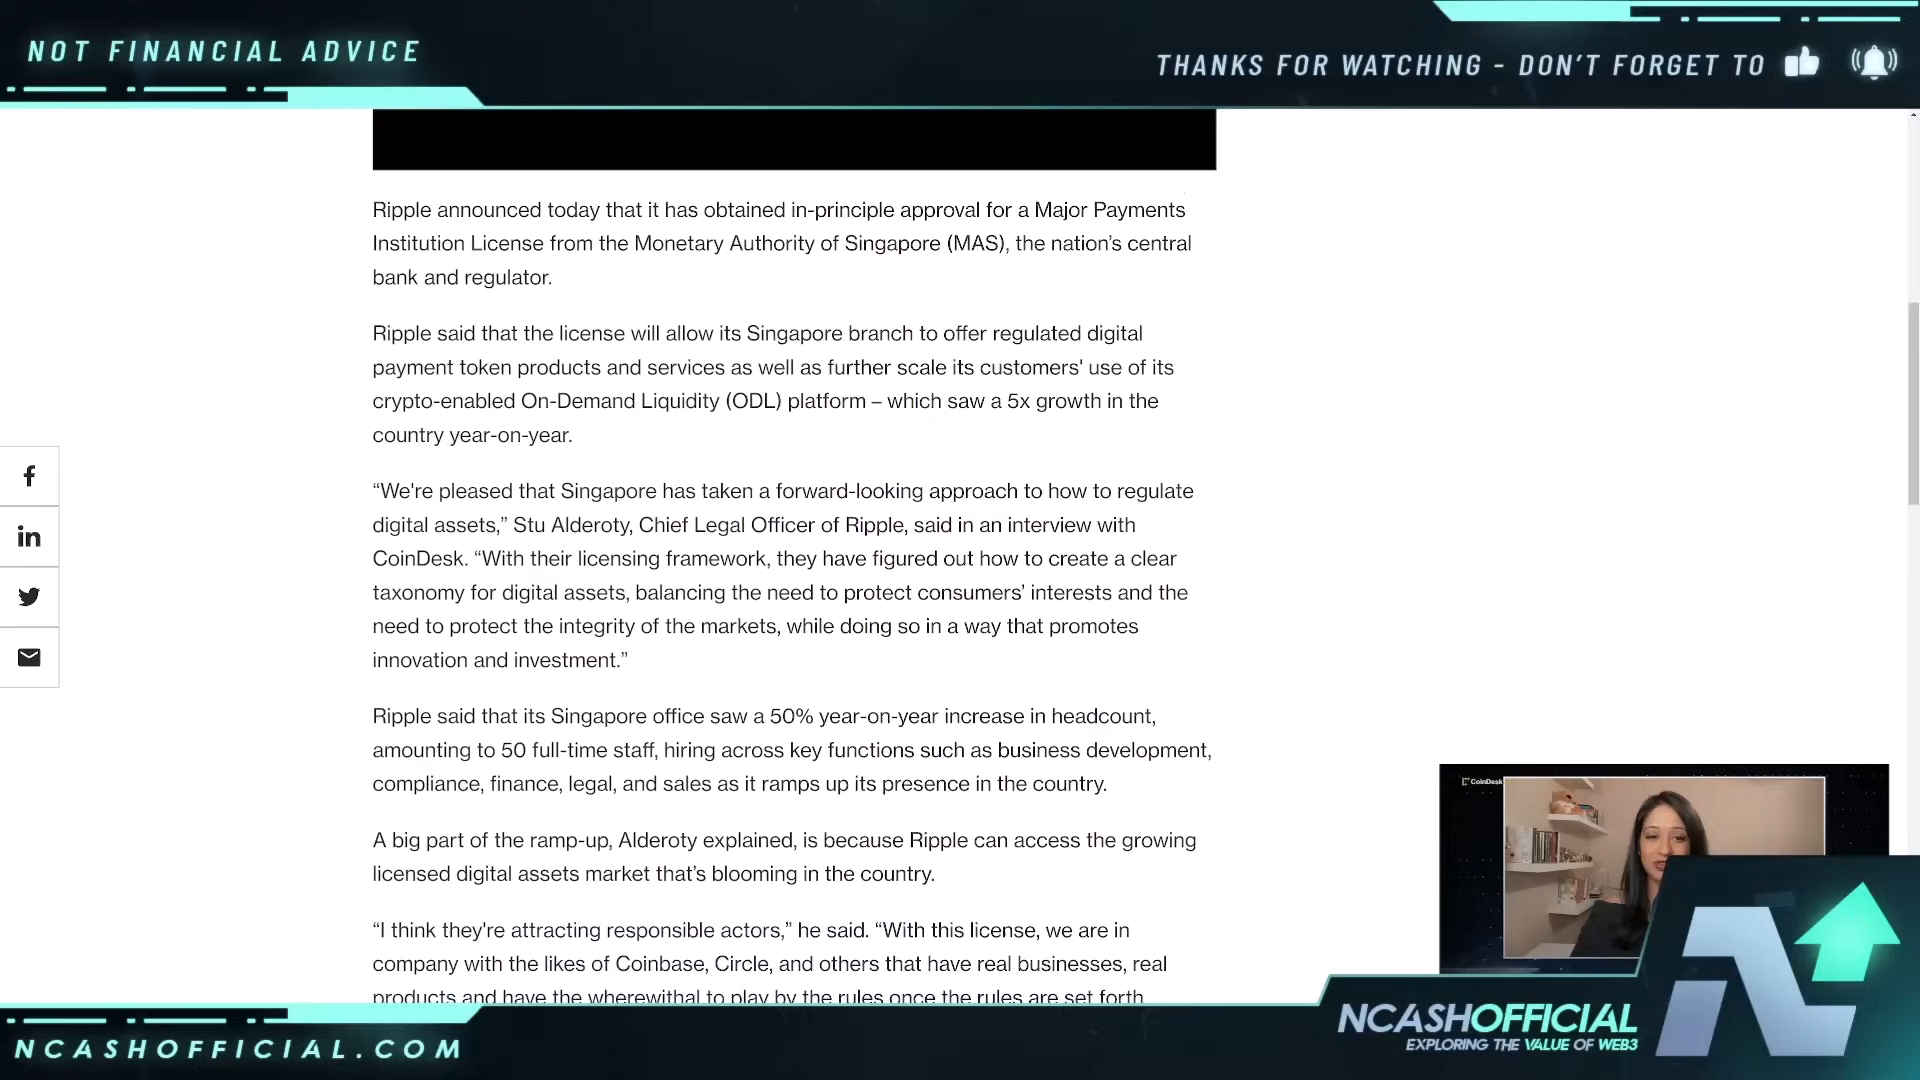 NOT FINANCIAL ADVICE
THANKS FOR WATCHING - DON'T FORGET TO
Ripple announced today that it has obtained in-principle approval for a Major Payments
Institution License from the Monetary Authority of Singapore (MAS), the nation’s central
bank and regulator.
Ripple said that the license will allow its Singapore branch to offer regulated digital
payment token products and services as well as further scale its customers' use of its
crypto-enabled On-Demand Liquidity (ODL) platform – which saw a 5x growth in the
country year-on-year.
“We're pleased that Singapore has taken a forward-looking approach to how to regulate
digital assets,” Stu Alderoty, Chief Legal Officer of Ripple, said in an interview with
CoinDesk. “With their licensing framework, they have figured out how to create a clear
taxonomy for digital assets, balancing the need to protect consumers’ interests and the
need to protect the integrity of the markets, while doing so in a way that promotes
innovation and investment.”
Ripple said that its Singapore office saw a 50% year-on-year increase in headcount,
amounting to 50 full-time staff, hiring across key functions such as business development,
compliance, finance, legal, and sales as it ramps up its presence in the country.
A big part of the ramp-up, Alderoty explained, is because Ripple can access the growing
licensed digital assets market that’s blooming in the country.
“I think they're attracting responsible actors,” he said. “With this license, we are in
company with the likes of Coinbase, Circle, and others that have real businesses, real
products and have the wherewithal to play by the rules once the rules are set forth
CoinDesk
NCASHOFFICIAL
EXPLORING THE VALUE OF WEB3
NCASHOFFICIAL.COM